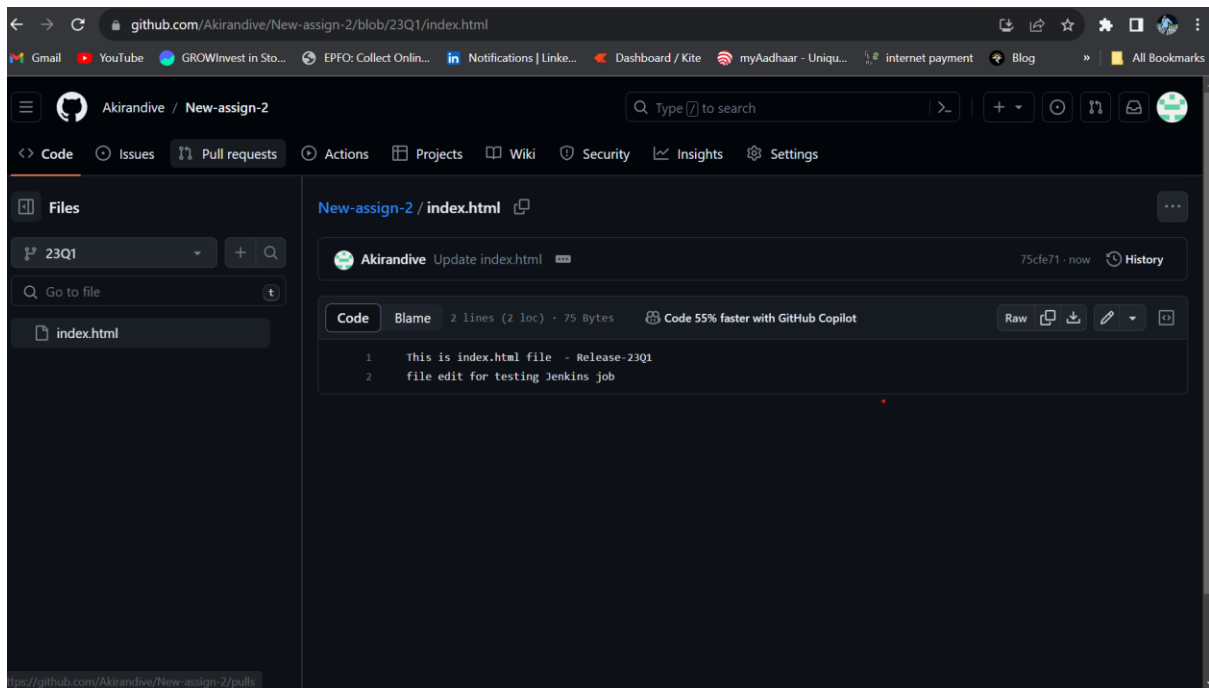 github.com/Akirandive/New-assign-2/blob/23Q1/index.html
Gmail YouTube GROWInvest in Sto... EPFO: Collect Onlin... in Notifications | Linke... Dashboard / Kite myAadhaar - Uniqu... internet payment Blog » All Bookmarks
Akirandive / New-assign-2 Type / to search
Code Issues Pull requests Actions Projects Wiki Security Insights Settings
Files
New-assign-2 / index.html
23Q1
Akirandive Update index.html 75cfe71 · now History
Go to file t
Code Blame 2 lines (2 loc) · 75 Bytes Code 55% faster with GitHub Copilot Raw
index.html
1 This is index.html file - Release-23Q1
2 file edit for testing Jenkins job
ttps://github.com/Akirandive/New-assign-2/pulls